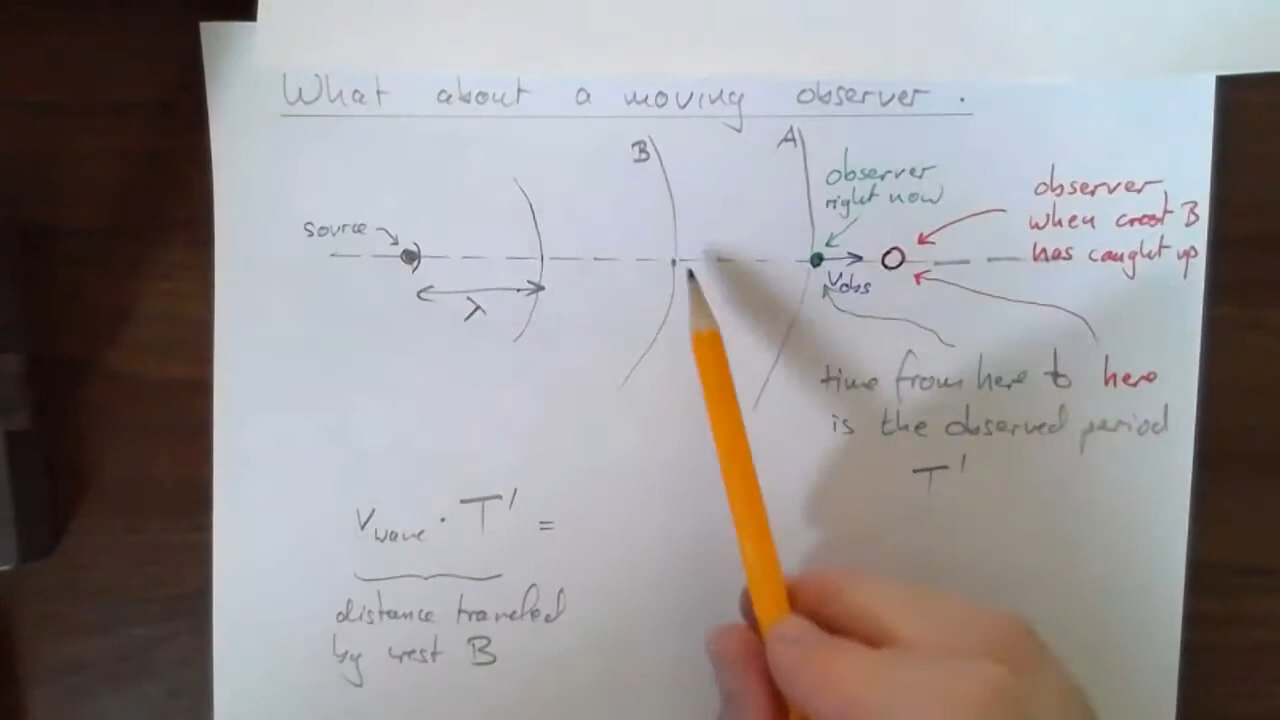 What about a moving observer.
B
A
observer
right now
source
observer
when crest B
has caught up
vobs
λ
time from here to here
is the observed period
T'
vwave · T' =
distance traveled
by crest B